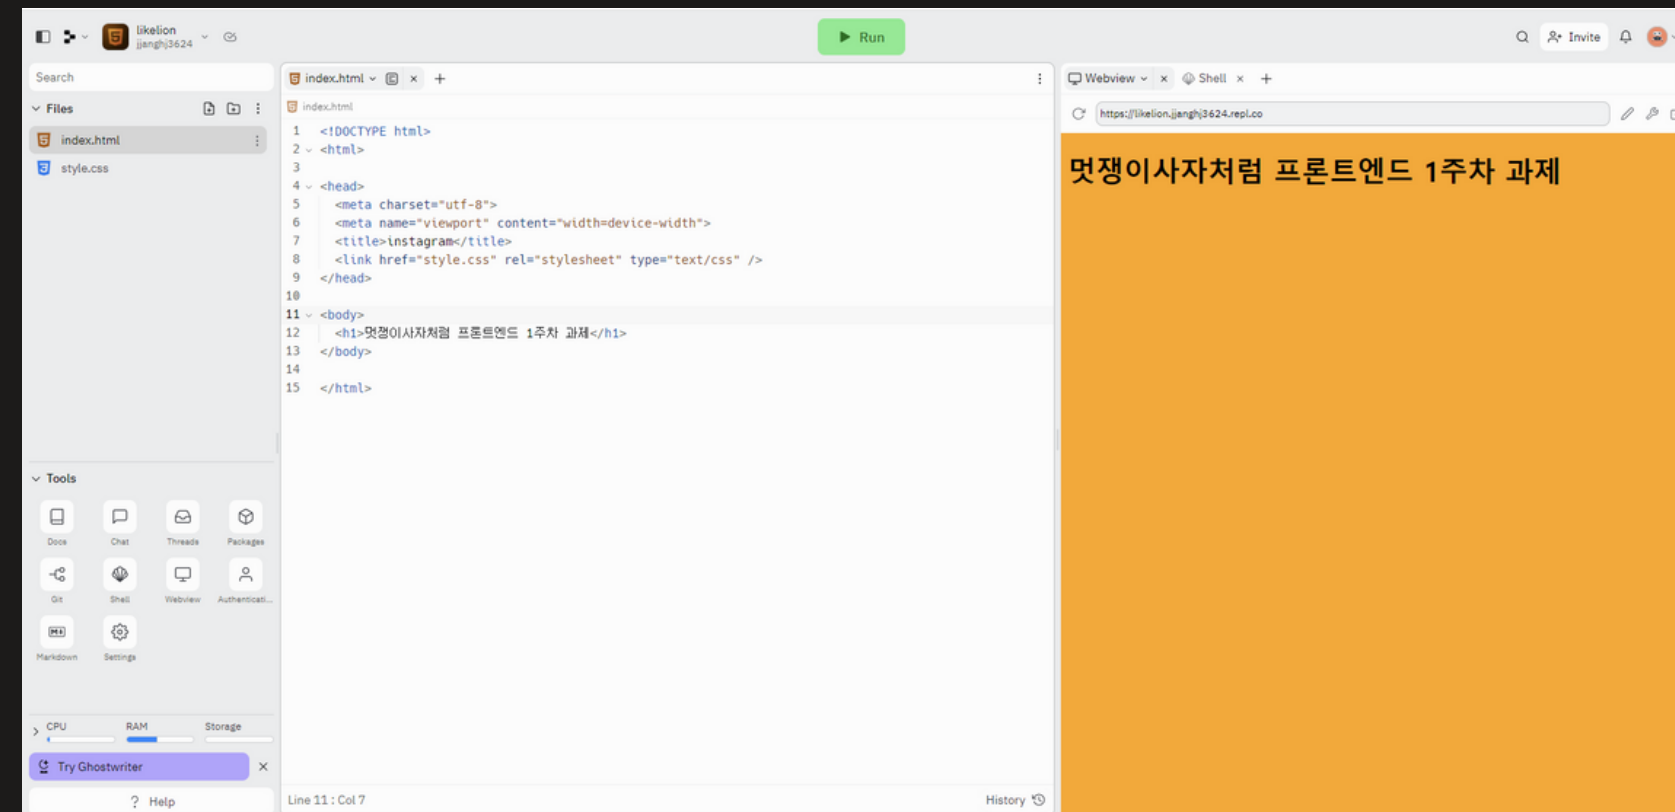 likelion
jjanghj3624
Run
Invite
Search
Files
index.html
style.css
Tools
Docs
Chat
Threads
Packages
Git
Shell
Webview
Authenticati...
Markdown
Settings
CPU
RAM
Storage
Try Ghostwriter
? Help
index.html
index.html
1 <!DOCTYPE html>
2 <html>
3
4 <head>
5 <meta charset="utf-8">
6 <meta name="viewport" content="width=device-width">
7 <title>instagram</title>
8 <link href="style.css" rel="stylesheet" type="text/css" />
9 </head>
10
11 <body>
12 <h1>멋쟁이사자처럼 프론트엔드 1주차 과제</h1>
13 </body>
14
15 </html>
Line 11 : Col 7
History
Webview
Shell
https://likelion.jjanghj3624.repl.co
멋쟁이사자처럼 프론트엔드 1주차 과제